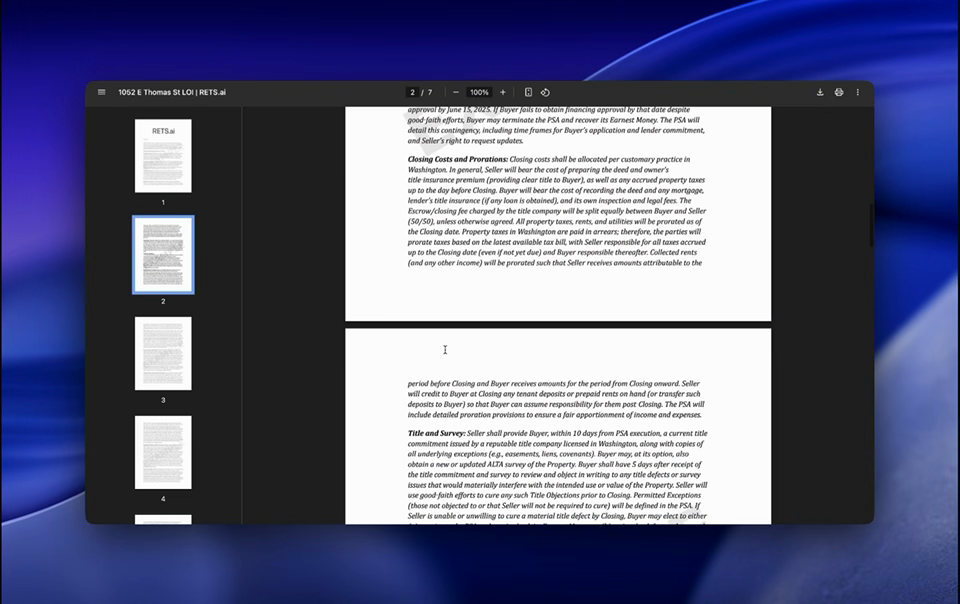 1052 E Thomas St LOI | RETS.ai
2 / 7
100%
RETS.ai
1
2
3
4
approval by June 15, 2025. If Buyer fails to obtain financing approval by that date despite
good-faith efforts, Buyer may terminate the PSA and recover its Earnest Money. The PSA will
detail this contingency, including time frames for Buyer's application and lender commitment,
and Seller's right to request updates.
Closing Costs and Prorations: Closing costs shall be allocated per customary practice in
Washington. In general, Seller will bear the cost of preparing the deed and owner's
title insurance premium (providing clear title to Buyer), as well as any accrued property taxes
up to the day before Closing. Buyer will bear the cost of recording the deed and any mortgage,
lender's title insurance (if any loan is obtained), and its own inspection and legal fees. The
Escrow/closing fee charged by the title company will be split equally between Buyer and Seller
(50/50), unless otherwise agreed. All property taxes, rents, and utilities will be prorated as of
the Closing date. Property taxes in Washington are paid in arrears; therefore, the parties will
prorate taxes based on the latest available tax bill, with Seller responsible for all taxes accrued
up to the Closing date (even if not yet due) and Buyer responsible thereafter. Collected rents
(and any other income) will be prorated such that Seller receives amounts attributable to the
period before Closing and Buyer receives amounts for the period from Closing onward. Seller
will credit to Buyer at Closing any tenant deposits or prepaid rents on hand (or transfer such
deposits to Buyer) so that Buyer can assume responsibility for them post Closing. The PSA will
include detailed proration provisions to ensure a fair apportionment of income and expenses.
Title and Survey: Seller shall provide Buyer, within 10 days from PSA execution, a current title
commitment issued by a reputable title company licensed in Washington, along with copies of
all underlying exceptions (e.g., easements, liens, covenants). Buyer may, at its option, also
obtain a new or updated ALTA survey of the Property. Buyer shall have 5 days after receipt of
the title commitment and survey to review and object in writing to any title defects or survey
issues that would materially interfere with the intended use or value of the Property. Seller will
use good-faith efforts to cure any such Title Objections prior to Closing. Permitted Exceptions
(those not objected to or that Seller will not be required to cure) will be defined in the PSA. If
Seller is unable or unwilling to cure a material title defect by Closing, Buyer may elect to either